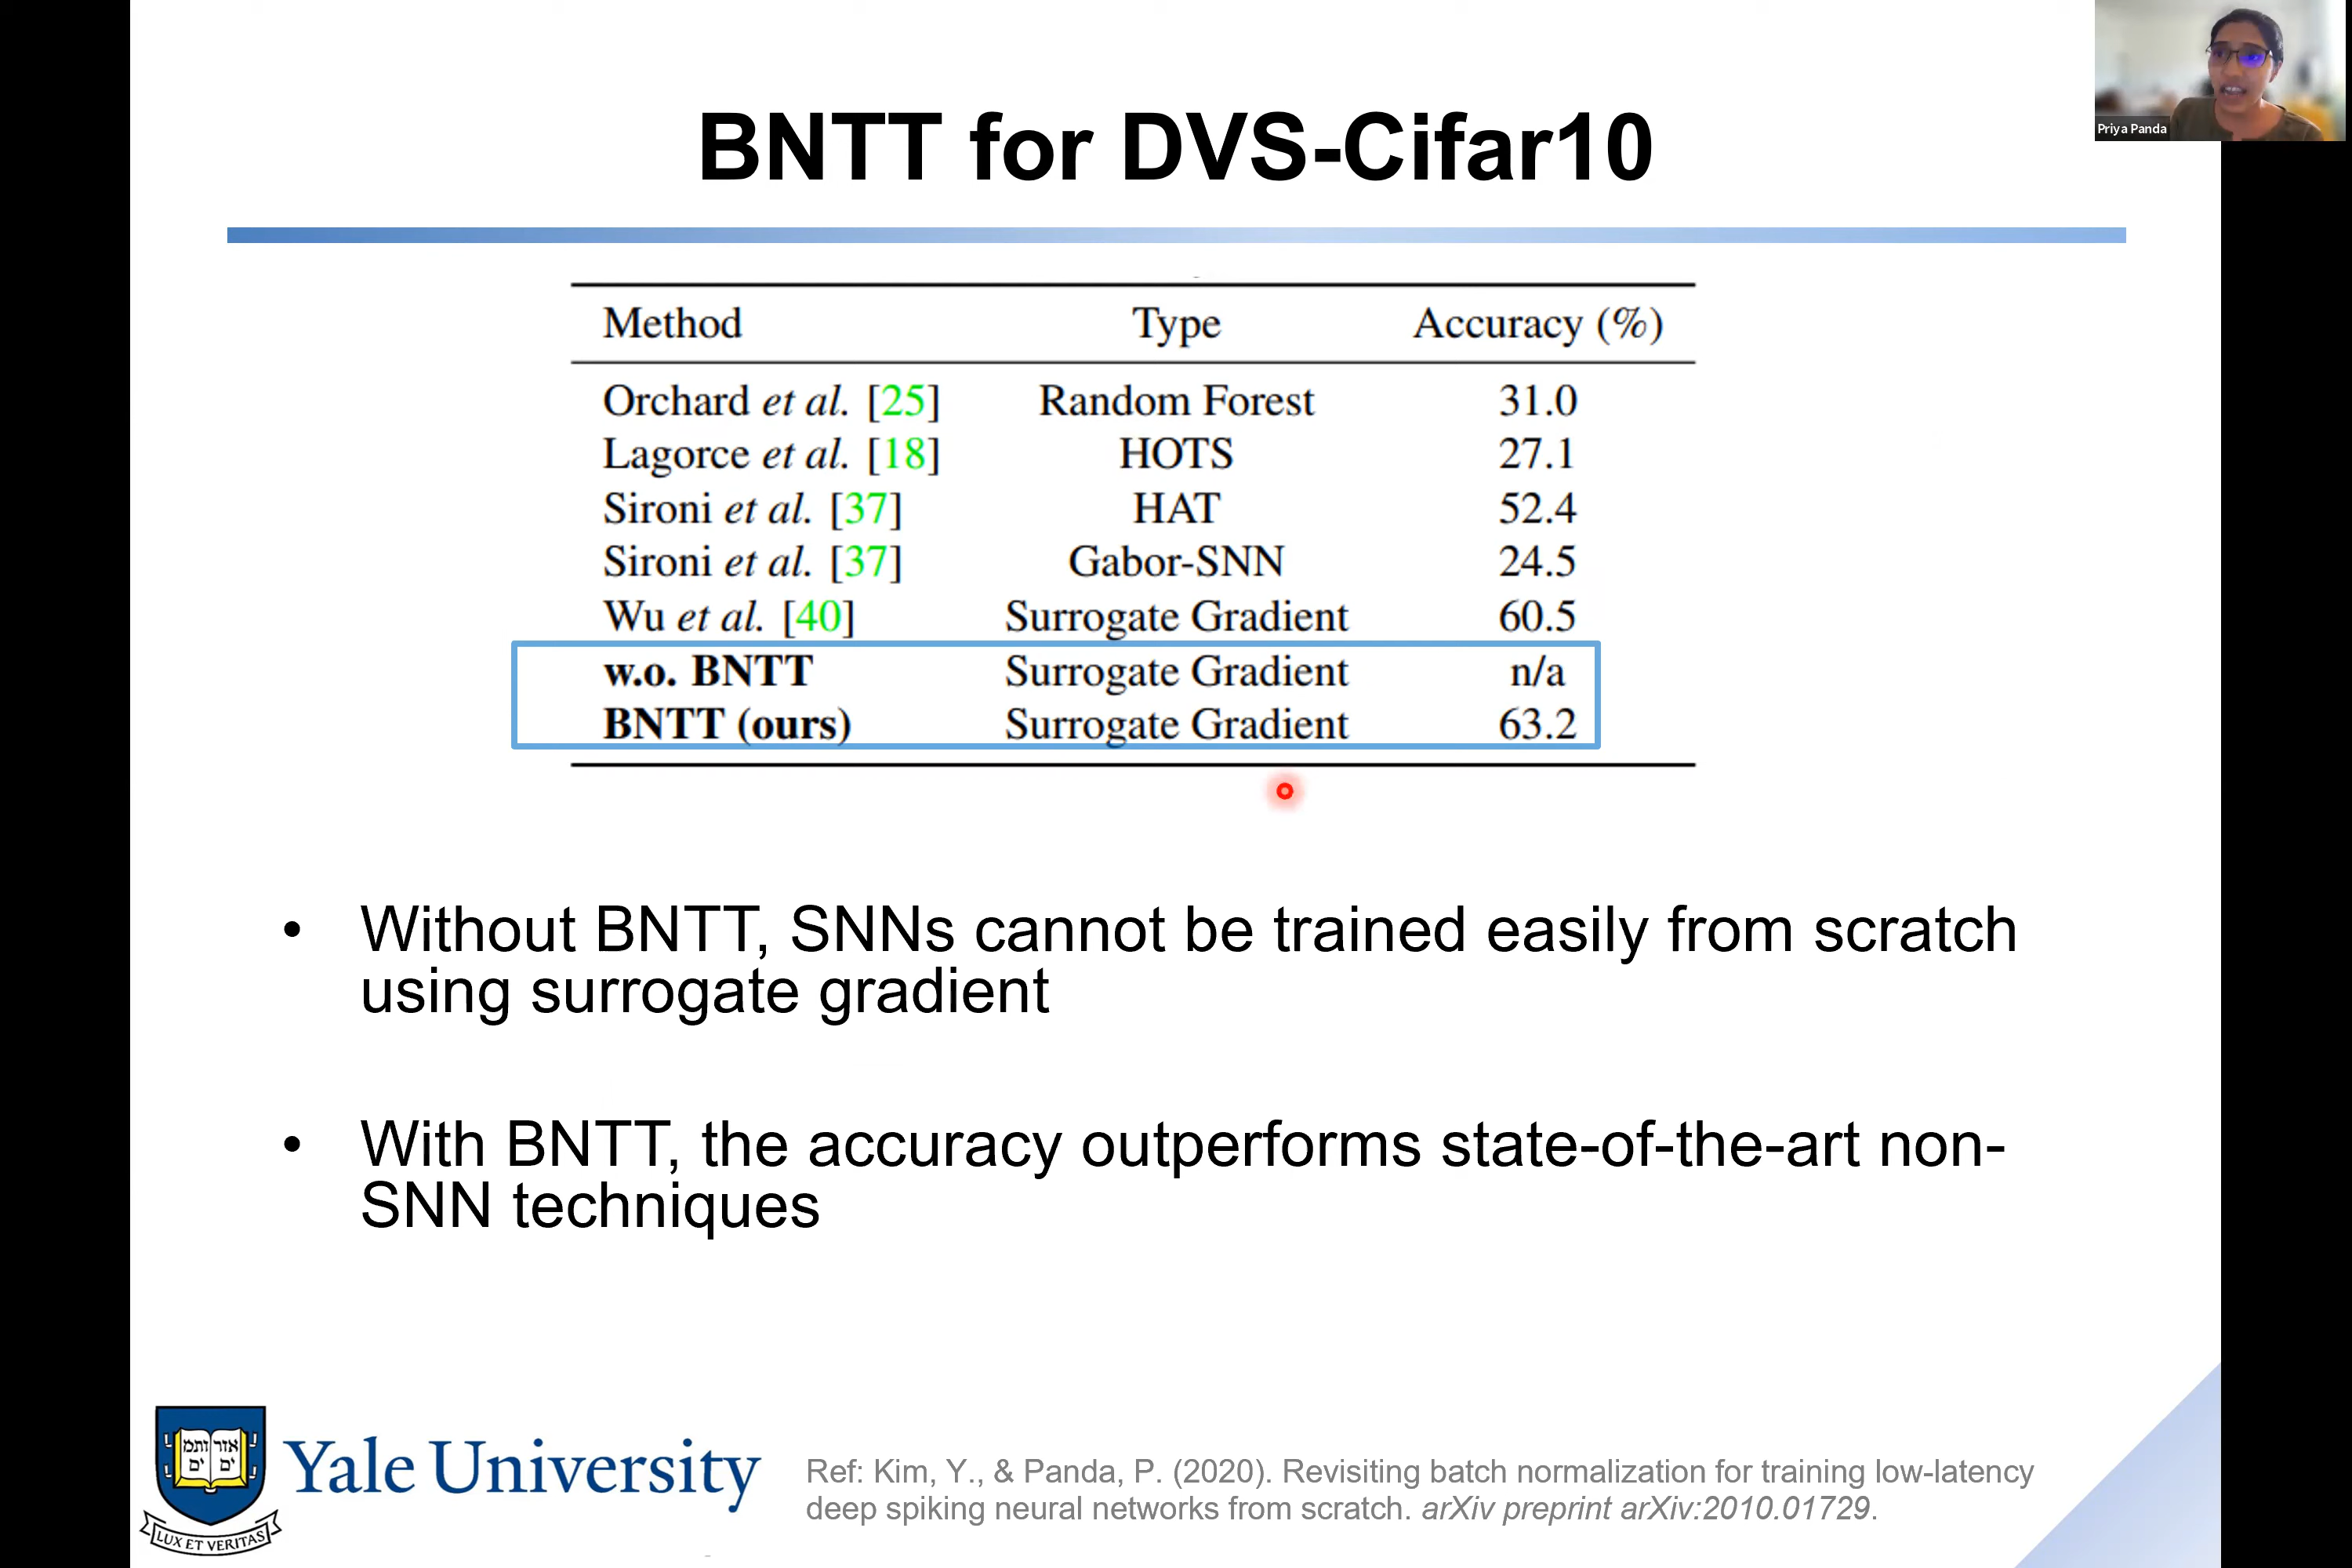 Priya Panda
BNTT for DVS-Cifar10
Method Type Accuracy (%)
Orchard et al. [25] Random Forest 31.0
Lagorce et al. [18] HOTS 27.1
Sironi et al. [37] HAT 52.4
Sironi et al. [37] Gabor-SNN 24.5
Wu et al. [40] Surrogate Gradient 60.5
w.o. BNTT Surrogate Gradient n/a
BNTT (ours) Surrogate Gradient 63.2
• Without BNTT, SNNs cannot be trained easily from scratch
using surrogate gradient
• With BNTT, the accuracy outperforms state-of-the-art non-
SNN techniques
LUX ET VERITAS
Yale University
Ref: Kim, Y., & Panda, P. (2020). Revisiting batch normalization for training low-latency
deep spiking neural networks from scratch. arXiv preprint arXiv:2010.01729.